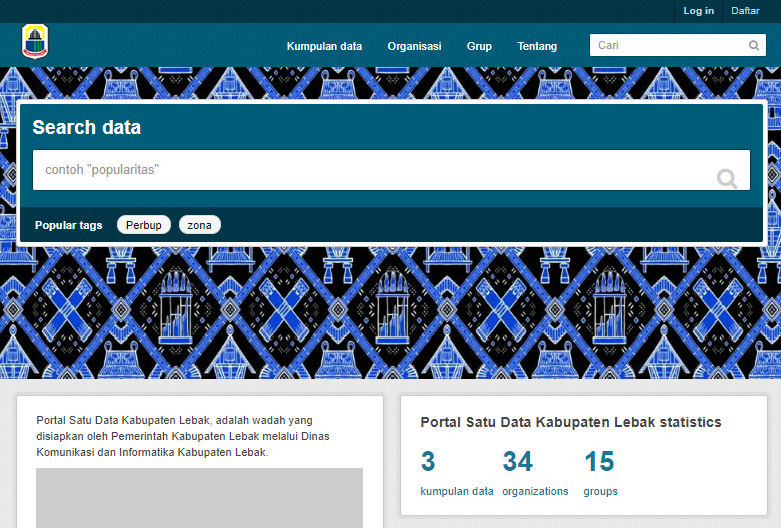 Log in Daftar
Kumpulan data Organisasi Grup Tentang Cari
Search data
contoh "popularitas"
Popular tags Perbup zona
Portal Satu Data Kabupaten Lebak, adalah wadah yang
disiapkan oleh Pemerintah Kabupaten Lebak melalui Dinas
Komunikasi dan Informatika Kabupaten Lebak.
Portal Satu Data Kabupaten Lebak statistics
3 34 15
kumpulan data organizations groups